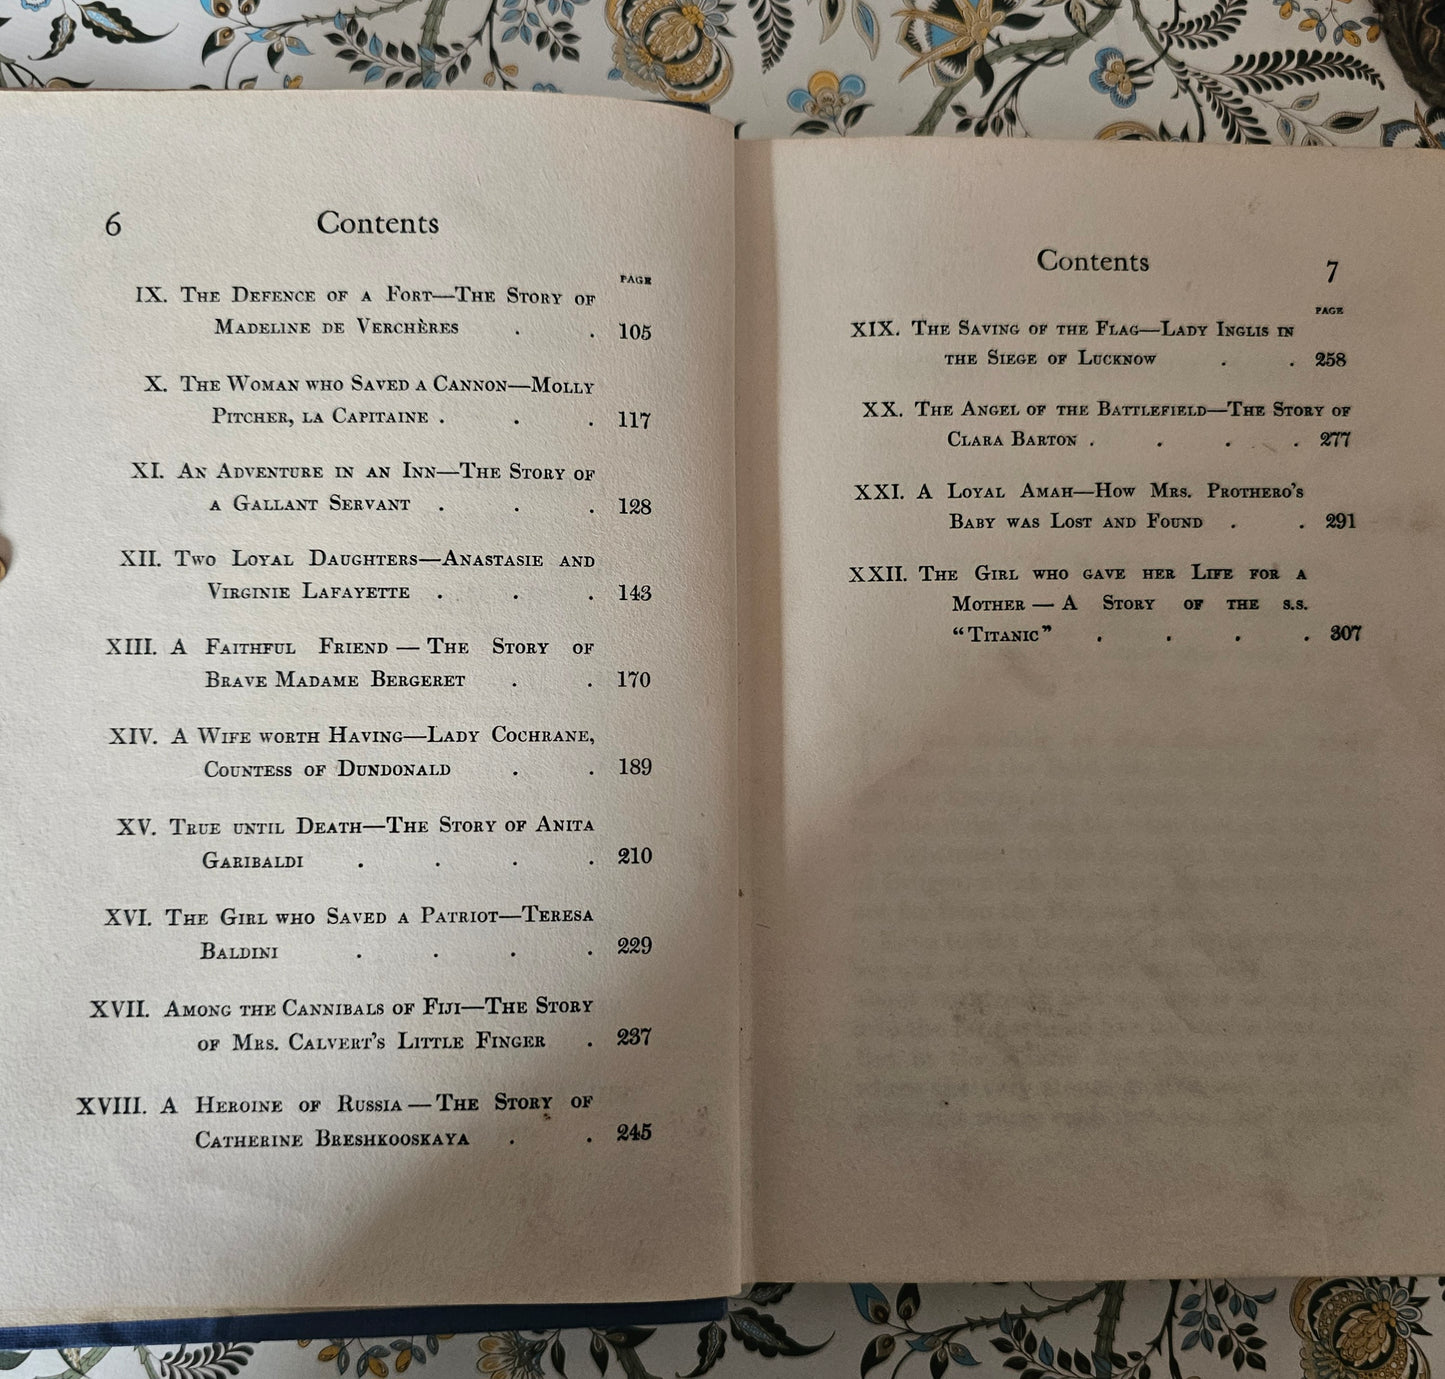 6 Contents
PAGE
IX. The Defence of a Fort—The Story of
Madeline de Verchères . . 105
X. The Woman who Saved a Cannon—Molly
Pitcher, la Capitaine . . . 117
XI. An Adventure in an Inn—The Story of
a Gallant Servant . . . 128
XII. Two Loyal Daughters—Anastasie and
Virginie Lafayette . . . 143
XIII. A Faithful Friend — The Story of
Brave Madame Bergeret . . 170
XIV. A Wife worth Having—Lady Cochrane,
Countess of Dundonald . . 189
XV. True until Death—The Story of Anita
Garibaldi . . . . 210
XVI. The Girl who Saved a Patriot—Teresa
Baldini . . . . 229
XVII. Among the Cannibals of Fiji—The Story
of Mrs. Calvert's Little Finger . 237
XVIII. A Heroine of Russia — The Story of
Catherine Breshkooskaya . . 245
Contents 7
PAGE
XIX. The Saving of the Flag—Lady Inglis in
the Siege of Lucknow . . 258
XX. The Angel of the Battlefield—The Story of
Clara Barton . . . . 277
XXI. A Loyal Amah—How Mrs. Prothero's
Baby was Lost and Found . . 291
XXII. The Girl who gave her Life for a
Mother — A Story of the s.s.
"Titanic" . . . . 307